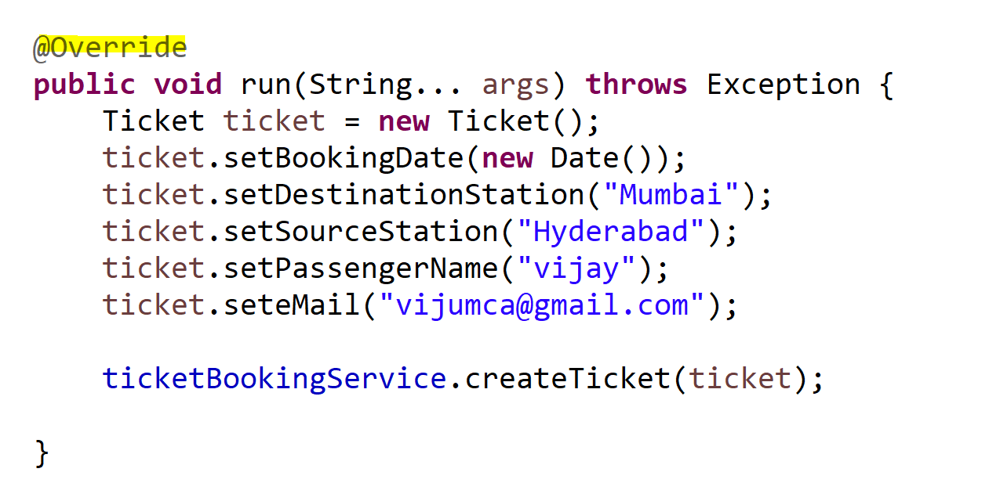 @Override
public void run(String... args) throws Exception {
    Ticket ticket = new Ticket();
    ticket.setBookingDate(new Date());
    ticket.setDestinationStation("Mumbai");
    ticket.setSourceStation("Hyderabad");
    ticket.setPassengerName("vijay");
    ticket.seteMail("vijumca@gmail.com");
    ticketBookingService.createTicket(ticket);
}